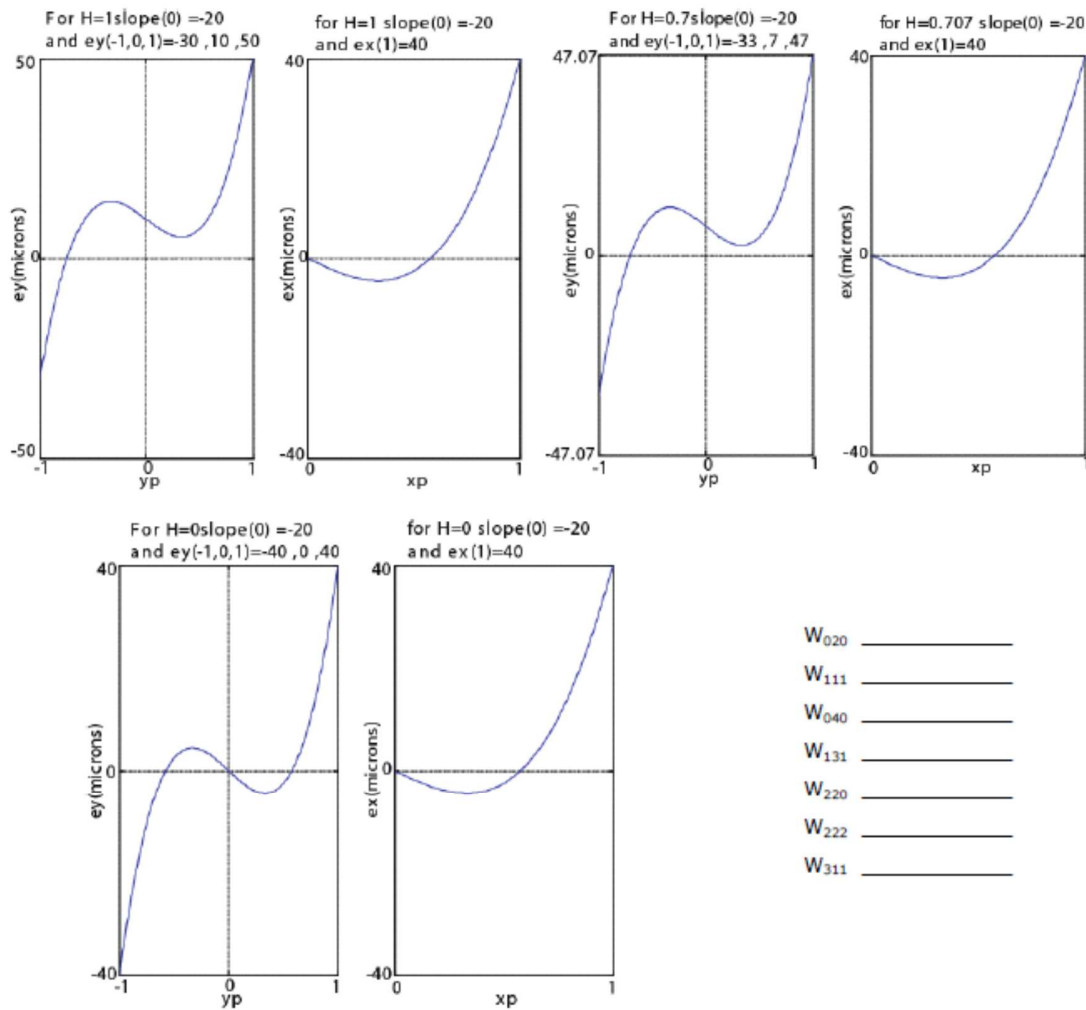 For H=1slope(0) =-20
and ey(-1,0,1)=-30 ,10 ,50
50
0
-50
ey(microns)
-1
0
1
yp
for H=1 slope(0) =-20
and ex(1)=40
40
0
-40
ex(microns)
0
1
xp
For H=0.7slope(0) =-20
and ey(-1,0,1)=-33 ,7 ,47
47.07
0
-47.07
ey(microns)
-1
0
1
yp
for H=0.707 slope(0) =-20
and ex(1)=40
40
0
-40
ex(microns)
0
1
xp
For H=0slope(0) =-20
and ey(-1,0,1)=-40 ,0 ,40
40
0
-40
ey(microns)
-1
0
1
yp
for H=0 slope(0) =-20
and ex(1)=40
40
0
-40
ex(microns)
0
1
xp
W₀₂₀
W₁₁₁
W₀₄₀
W₁₃₁
W₂₂₀
W₂₂₂
W₃₁₁